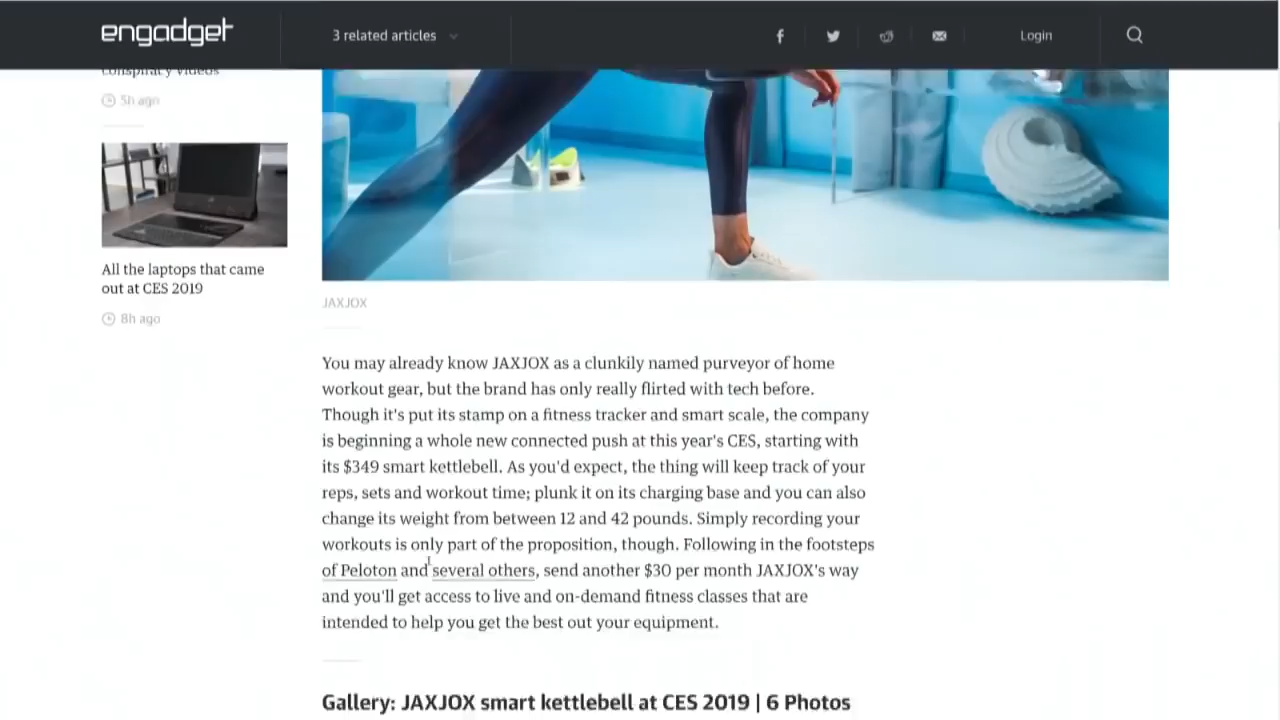 engadget
3 related articles
Login
conspiracy videos
5h ago
All the laptops that came
out at CES 2019
8h ago
JAXJOX
You may already know JAXJOX as a clunkily named purveyor of home
workout gear, but the brand has only really flirted with tech before.
Though it's put its stamp on a fitness tracker and smart scale, the company
is beginning a whole new connected push at this year's CES, starting with
its $349 smart kettlebell. As you'd expect, the thing will keep track of your
reps, sets and workout time; plunk it on its charging base and you can also
change its weight from between 12 and 42 pounds. Simply recording your
workouts is only part of the proposition, though. Following in the footsteps
of Peloton and several others, send another $30 per month JAXJOX's way
and you'll get access to live and on-demand fitness classes that are
intended to help you get the best out your equipment.
Gallery: JAXJOX smart kettlebell at CES 2019 | 6 Photos